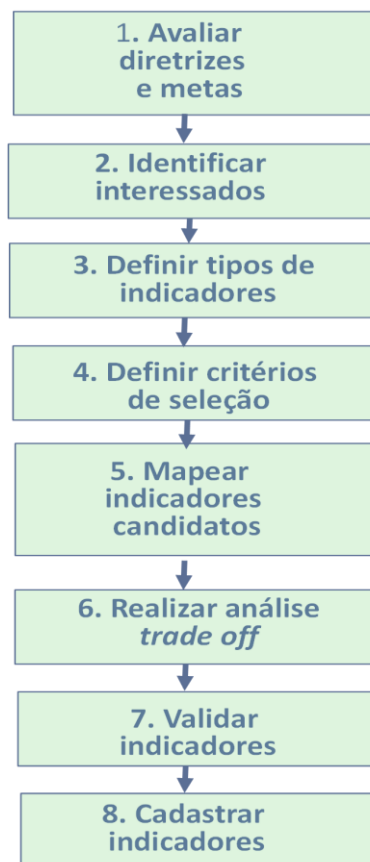 1. Avaliar
diretrizes
e metas
2. Identificar
interessados
3. Definir tipos de
indicadores
4. Definir critérios
de seleção
5. Mapear
indicadores
candidatos
6. Realizar análise
trade off
7. Validar
indicadores
8. Cadastrar
indicadores